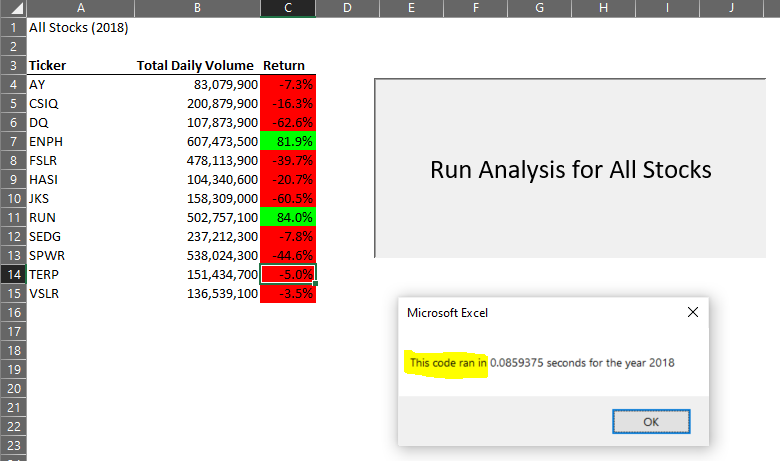 A B C D E F G H I J
1 All Stocks (2018)
2
3 Ticker Total Daily Volume Return
4 AY 83,079,900 -7.3%
5 CSIQ 200,879,900 -16.3%
6 DQ 107,873,900 -62.6%
7 ENPH 607,473,500 81.9%
8 FSLR 478,113,900 -39.7%
9 HASI 104,340,600 -20.7%
10 JKS 158,309,000 -60.5%
11 RUN 502,757,100 84.0%
12 SEDG 237,212,300 -7.8%
13 SPWR 538,024,300 -44.6%
14 TERP 151,434,700 -5.0%
15 VSLR 136,539,100 -3.5%
16
17
18
19
20
21
22
23
Run Analysis for All Stocks
Microsoft Excel
This code ran in 0.0859375 seconds for the year 2018
OK